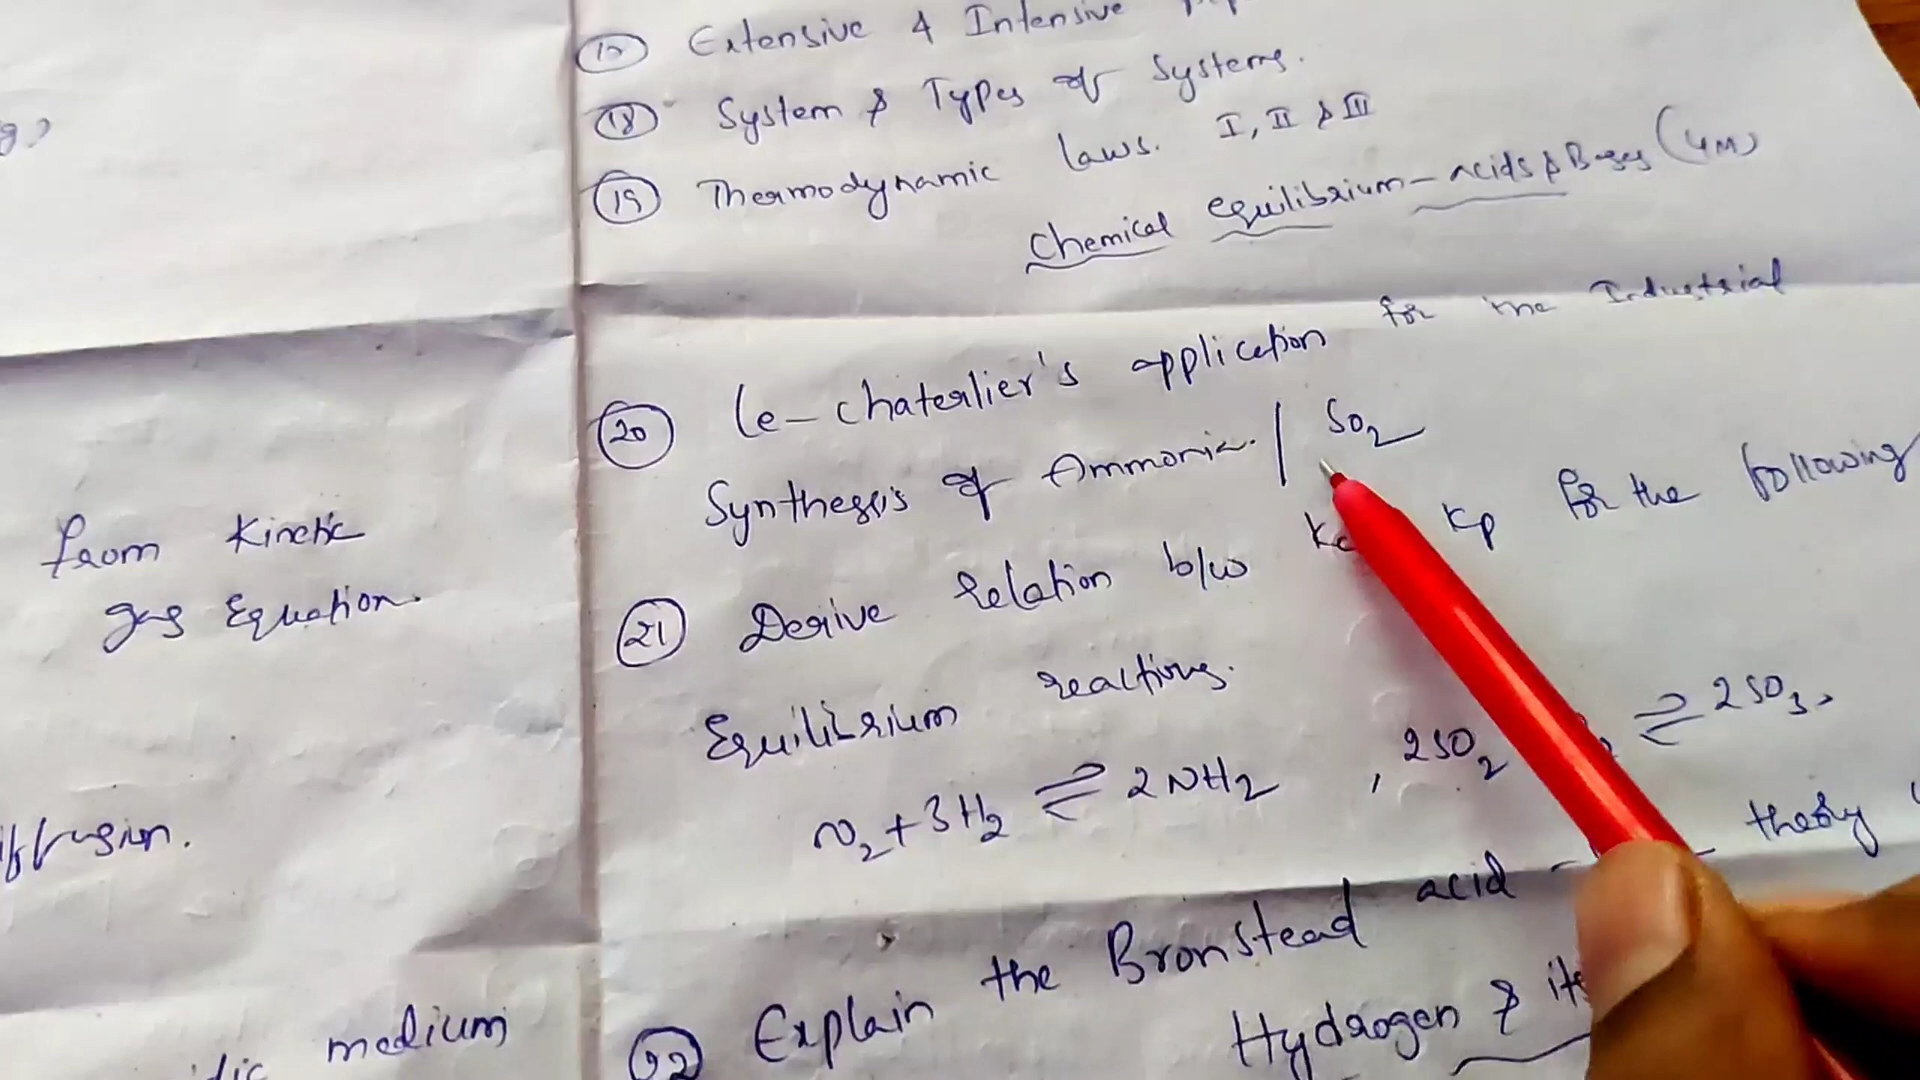 from Kinetic
gas Equation.
medium
Extensive & Intensive
18 System & Types of Systems.
19 Thermodynamic laws. I, II & III
Chemical equilibrium - acids & Bases (4M)
20 Le-chaterlier's application for the Industrial
Synthesis of Ammonia. / SO2
21 Derive relation b/w Kc Kp for the following
Equilibrium reactions.
N2 + 3H2 ⇌ 2NH2 , 2SO2 ⇌ 2SO3,
22 Explain the Bronstead acid - theory
Hydrogen & its